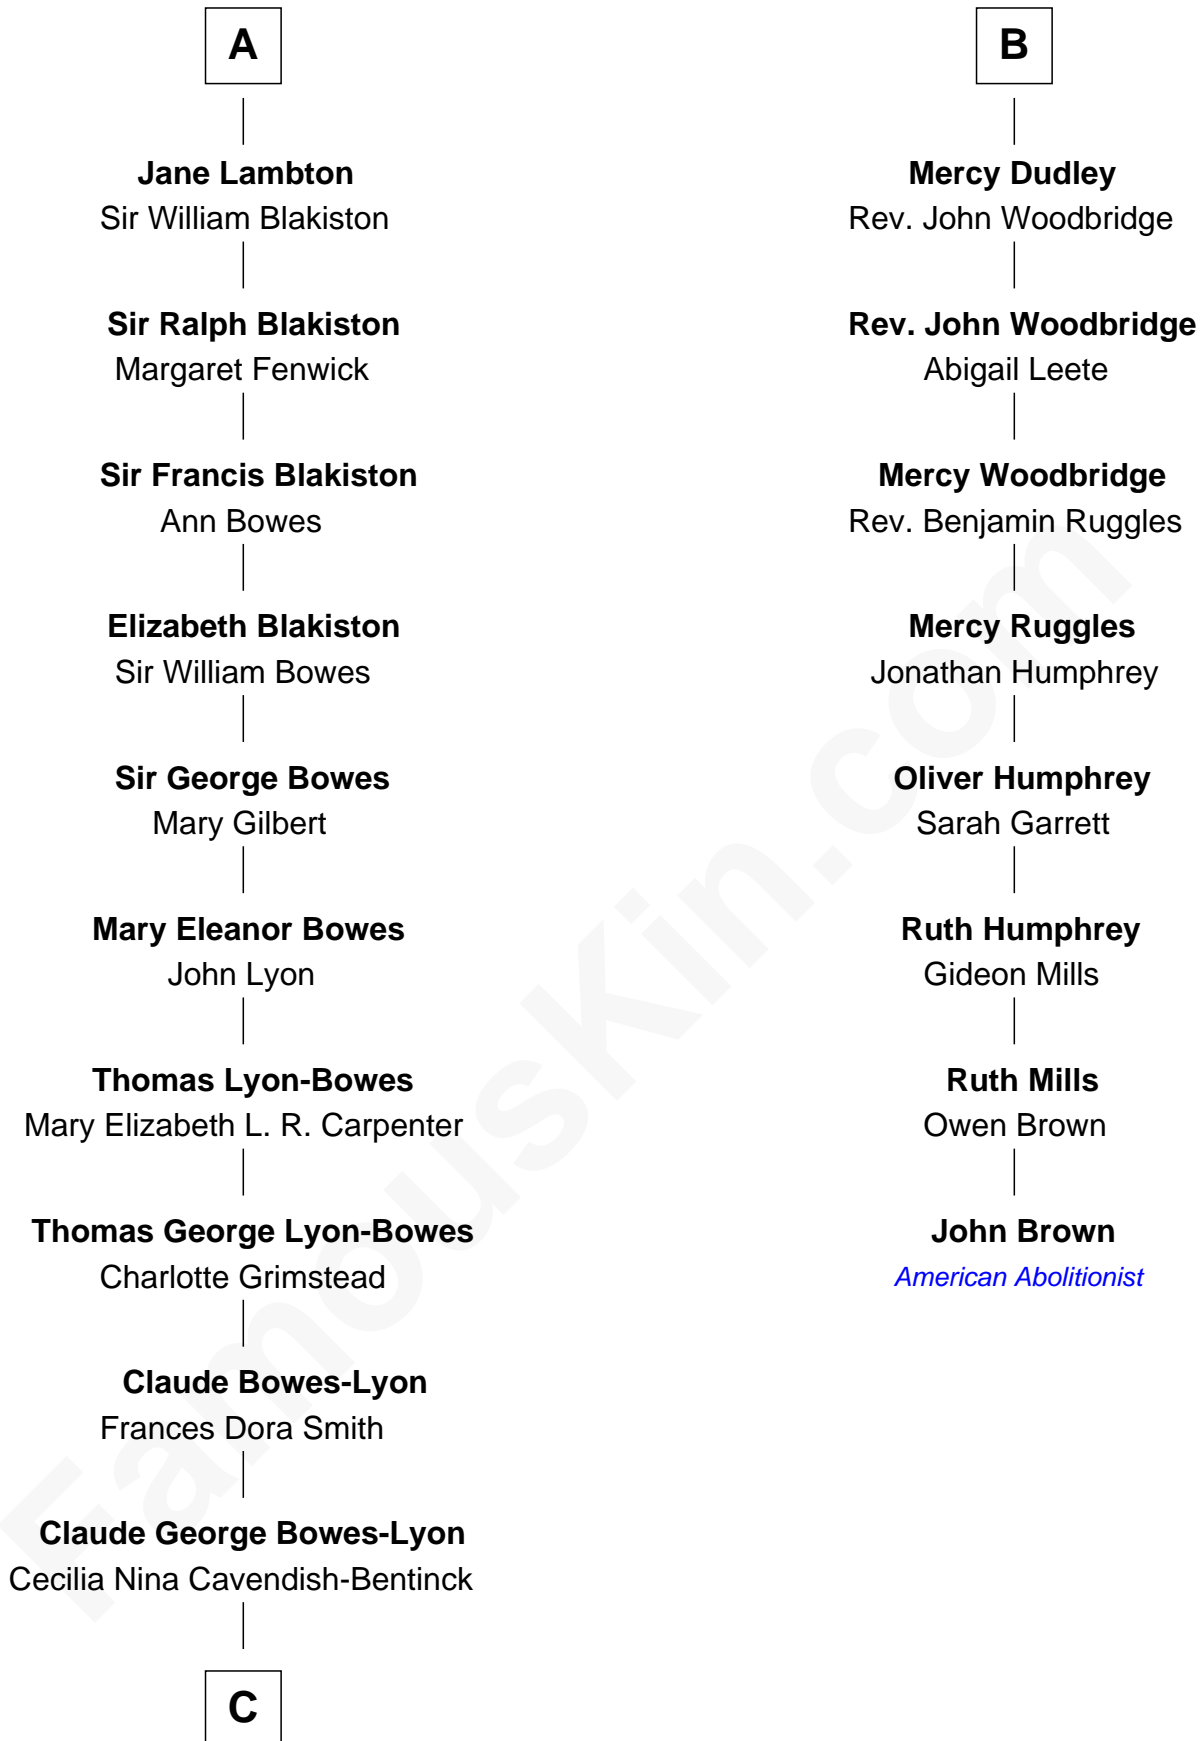 A
Jane Lambton
Sir William Blakiston
Sir Ralph Blakiston
Margaret Fenwick
Sir Francis Blakiston
Ann Bowes
Elizabeth Blakiston
Sir William Bowes
Sir George Bowes
Mary Gilbert
Mary Eleanor Bowes
John Lyon
Thomas Lyon-Bowes
Mary Elizabeth L. R. Carpenter
Thomas George Lyon-Bowes
Charlotte Grimstead
Claude Bowes-Lyon
Frances Dora Smith
Claude George Bowes-Lyon
Cecilia Nina Cavendish-Bentinck
C
B
Mercy Dudley
Rev. John Woodbridge
Rev. John Woodbridge
Abigail Leete
Mercy Woodbridge
Rev. Benjamin Ruggles
Mercy Ruggles
Jonathan Humphrey
Oliver Humphrey
Sarah Garrett
Ruth Humphrey
Gideon Mills
Ruth Mills
Owen Brown
John Brown
American Abolitionist
FamousKin.com